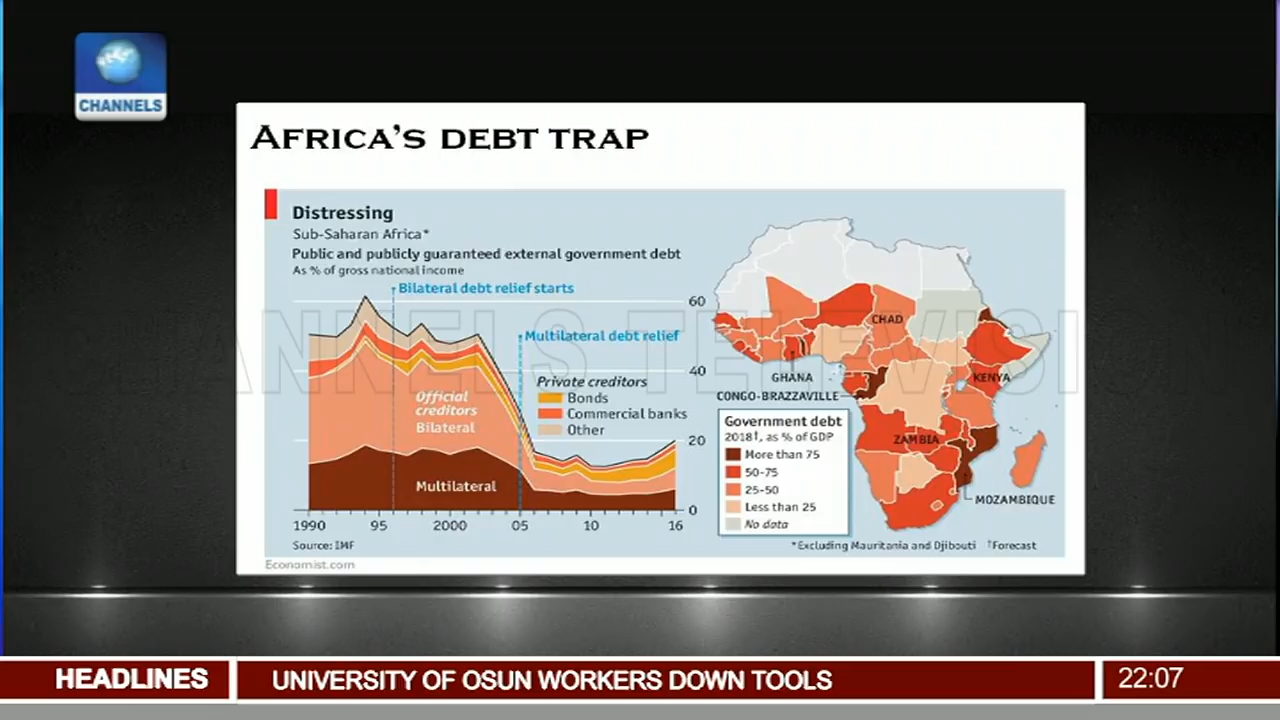 CHANNELS
AFRICA'S DEBT TRAP
Distressing
Sub-Saharan Africa*
Public and publicly guaranteed external government debt
As % of gross national income
Bilateral debt relief starts
60
Multilateral debt relief
40
Private creditors
Bonds
Commercial banks
Other
Official
creditors
Bilateral
20
Multilateral
0
1990 95 2000 05 10 16
Source: IMF
CHAD
GHANA
KENYA
CONGO-BRAZZAVILLE
ZAMBIA
MOZAMBIQUE
Government debt
2018†, as % of GDP
More than 75
50-75
25-50
Less than 25
No data
*Excluding Mauritania and Djibouti †Forecast
Economist.com
CHANNELS TELEVISION
HEADLINES
UNIVERSITY OF OSUN WORKERS DOWN TOOLS
22:07